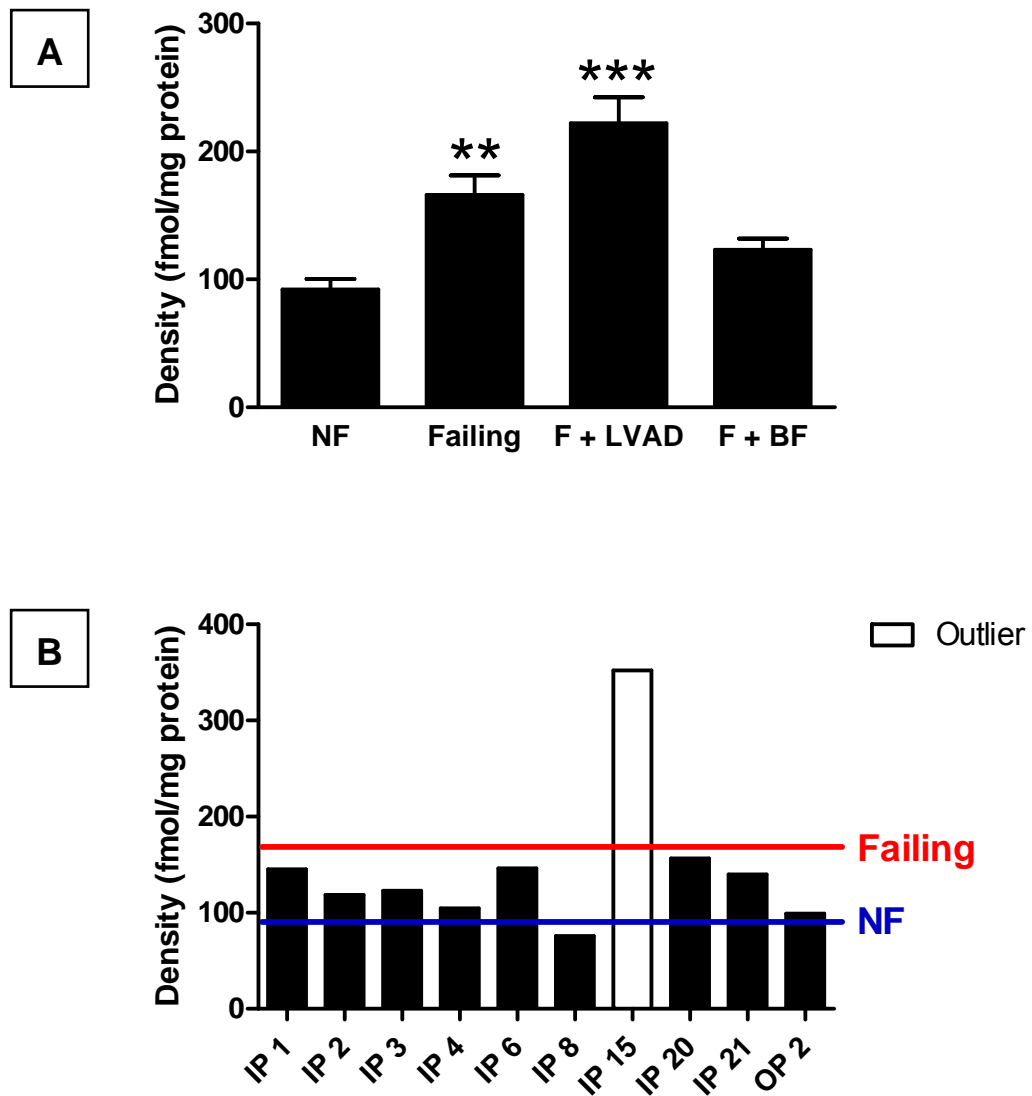 A
Density (fmol/mg protein)
300
200
100
0
**
***
NF Failing F + LVAD F + BF
B
Density (fmol/mg protein)
400
300
200
100
0
Outlier
Failing
NF
IP 1 IP 2 IP 3 IP 4 IP 6 IP 8 IP 15 IP 20 IP 21 OP 2